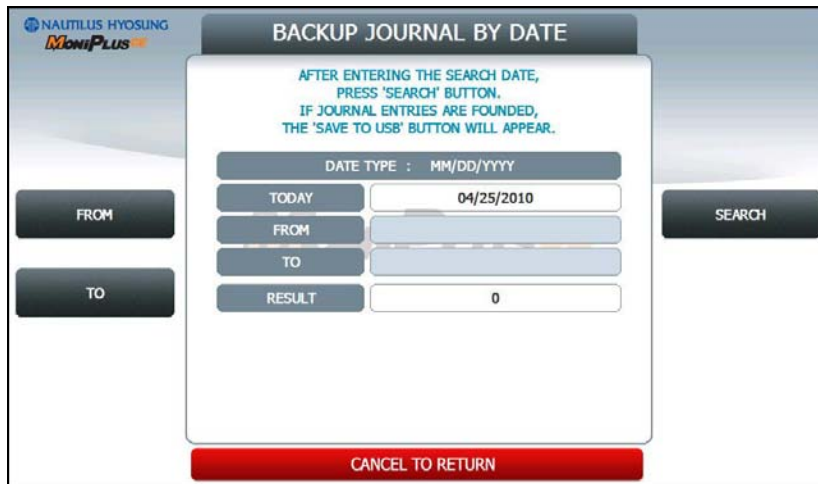 NAUTILUS HYOSUNG
MoniPlusCE
BACKUP JOURNAL BY DATE
AFTER ENTERING THE SEARCH DATE,
PRESS 'SEARCH' BUTTON.
IF JOURNAL ENTRIES ARE FOUNDED,
THE 'SAVE TO USB' BUTTON WILL APPEAR.
DATE TYPE : MM/DD/YYYY
TODAY 04/25/2010
FROM
TO
RESULT 0
FROM
TO
SEARCH
CANCEL TO RETURN